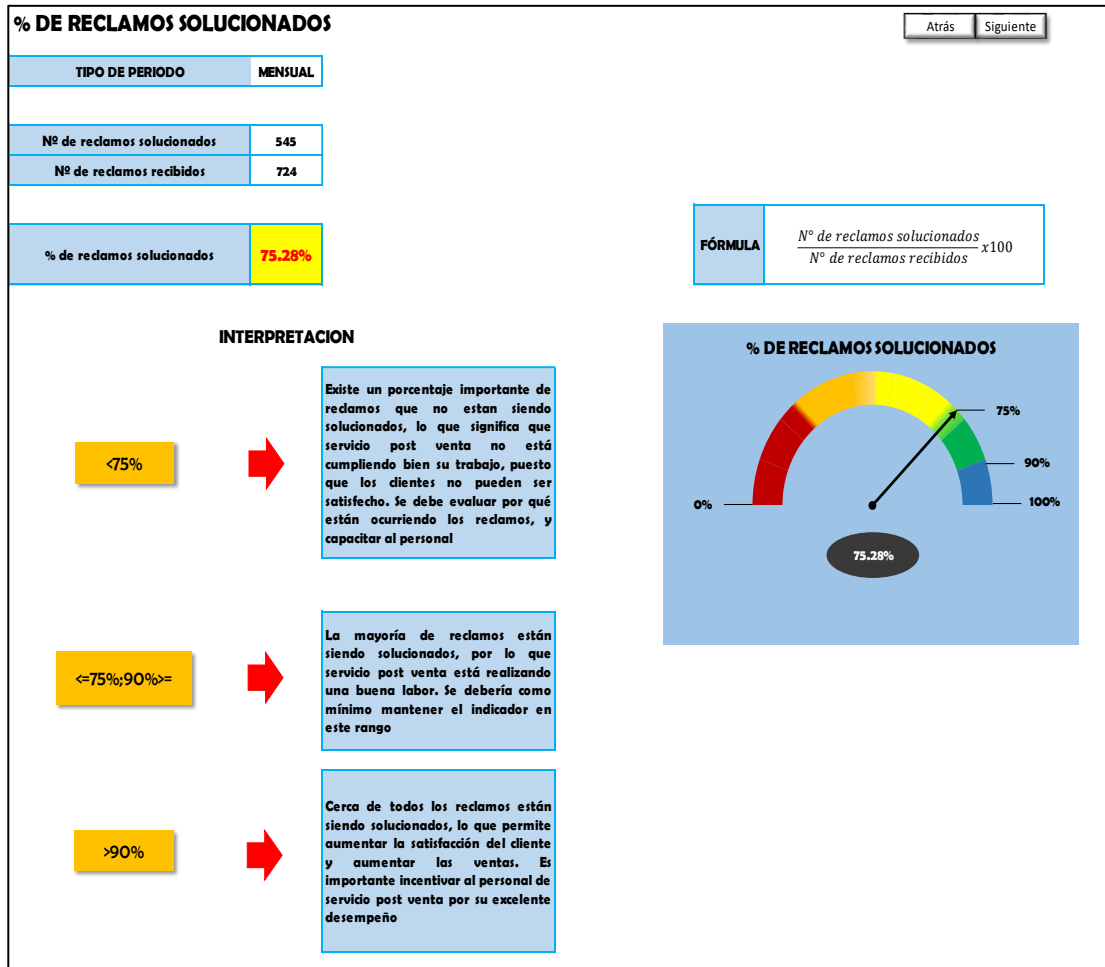 % DE RECLAMOS SOLUCIONADOS
Atrás
Siguiente
TIPO DE PERIODO
MENSUAL
Nº de reclamos solucionados
545
Nº de reclamos recibidos
724
% de reclamos solucionados
75.28%
FÓRMULA
N° de reclamos solucionados
x100
N° de reclamos recibidos
INTERPRETACION
<75%
Existe un porcentaje importante de
reclamos que no estan siendo
solucionados, lo que significa que
servicio post venta no está
cumpliendo bien su trabajo, puesto
que los clientes no pueden ser
satisfecho. Se debe evaluar por qué
están ocurriendo los reclamos, y
capacitar al personal
% DE RECLAMOS SOLUCIONADOS
75%
90%
0%
100%
75.28%
<=75%;90%>=
La mayoría de reclamos están
siendo solucionados, por lo que
servicio post venta está realizando
una buena labor. Se debería como
mínimo mantener el indicador en
este rango
>90%
Cerca de todos los reclamos están
siendo solucionados, lo que permite
aumentar la satisfacción del cliente
y aumentar las ventas. Es
importante incentivar al personal de
servicio post venta por su excelente
desempeño